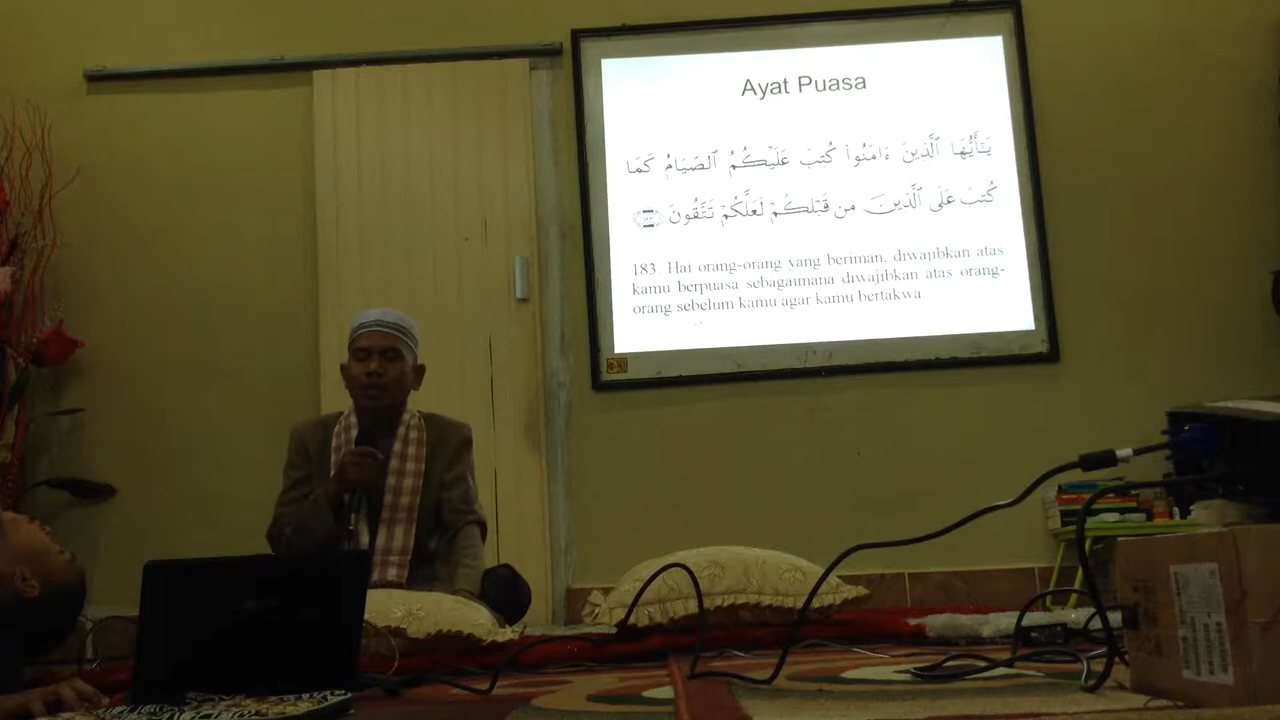 Ayat Puasa
يَـٰٓأَيُّهَا ٱلَّذِينَ ءَامَنُوا۟ كُتِبَ عَلَيْكُمُ ٱلصِّيَامُ كَمَا
كُتِبَ عَلَى ٱلَّذِينَ مِن قَبْلِكُمْ لَعَلَّكُمْ تَتَّقُونَ
183. Hai orang-orang yang beriman, diwajibkan atas
kamu berpuasa sebagaimana diwajibkan atas orang-
orang sebelum kamu agar kamu bertakwa